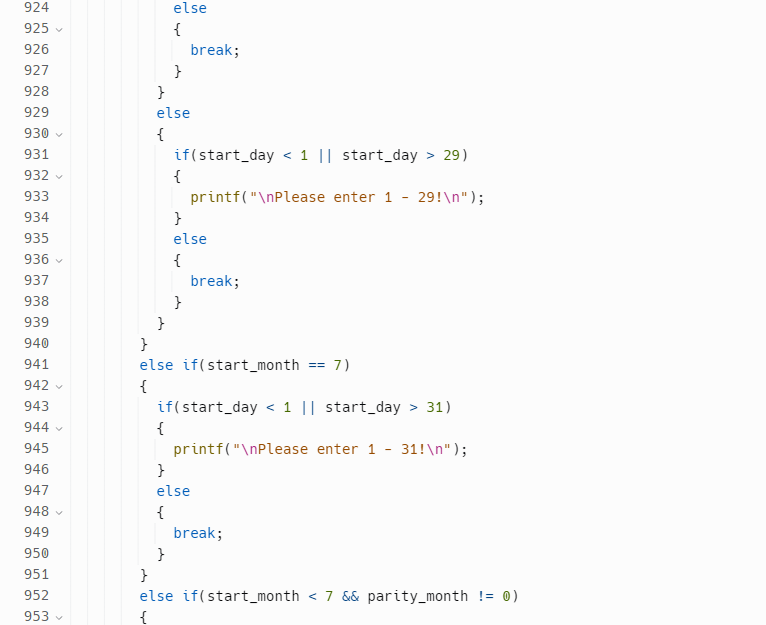 924 else
925 {
926 break;
927 }
928 }
929 else
930 {
931 if(start_day < 1 || start_day > 29)
932 {
933 printf("\nPlease enter 1 - 29!\n");
934 }
935 else
936 {
937 break;
938 }
939 }
940 }
941 else if(start_month == 7)
942 {
943 if(start_day < 1 || start_day > 31)
944 {
945 printf("\nPlease enter 1 - 31!\n");
946 }
947 else
948 {
949 break;
950 }
951 }
952 else if(start_month < 7 && parity_month != 0)
953 {